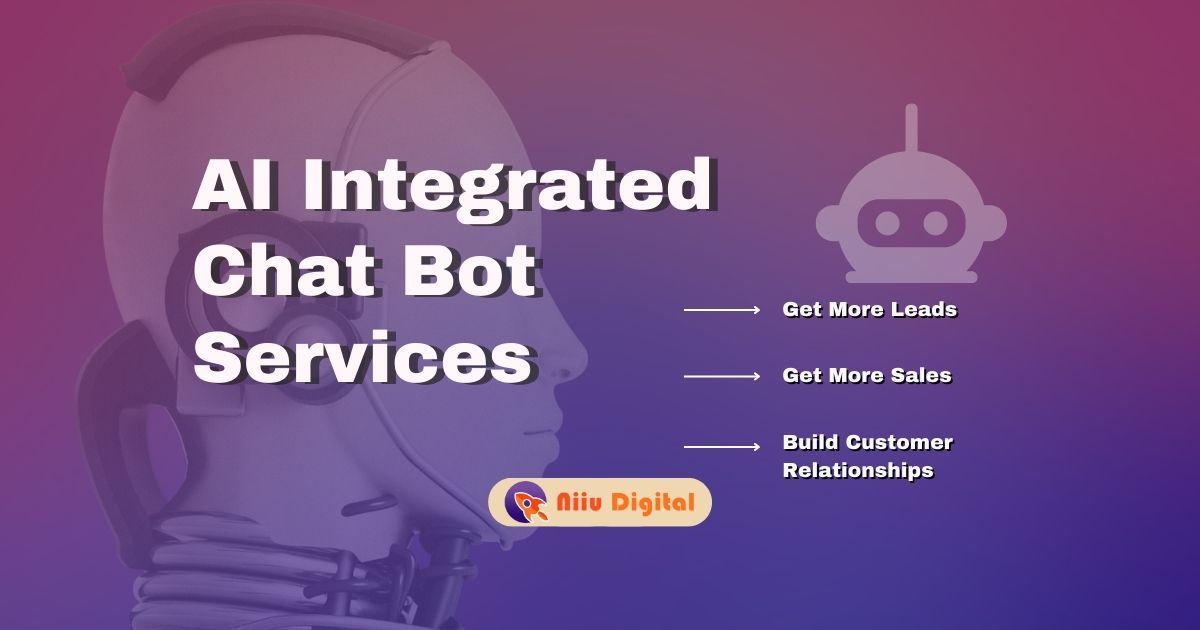 AI Integrated
Chat Bot
Services
Get More Leads
Get More Sales
Build Customer
Relationships
Niiu Digital